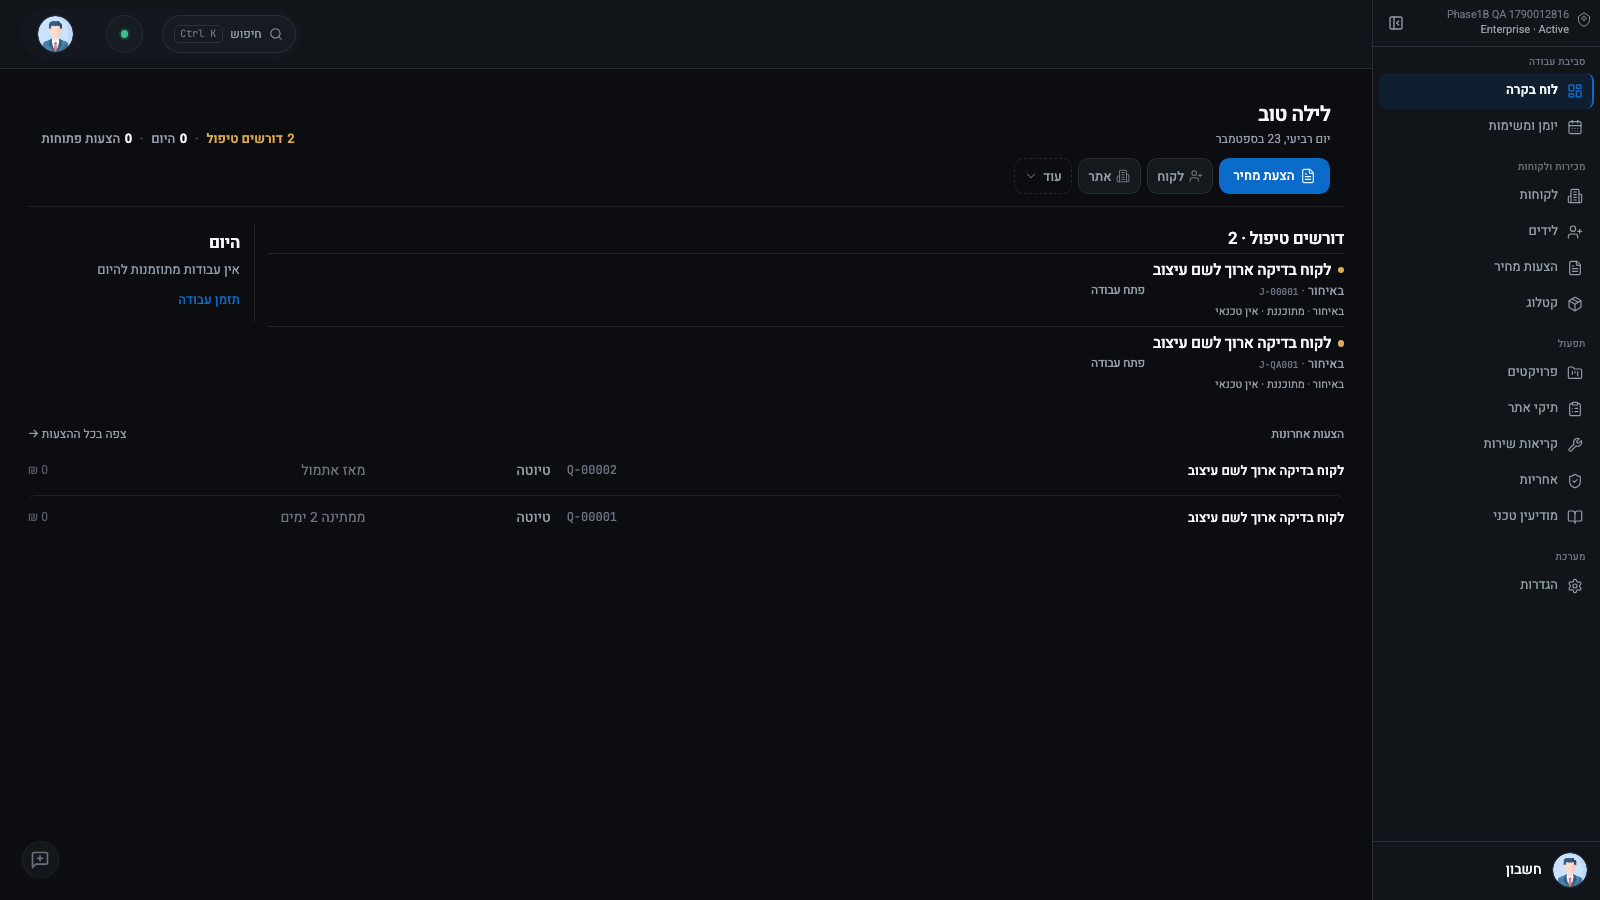 Phase1B QA 1790012816
Enterprise · Active
סביבת עבודה
לוח בקרה
יומן ומשימות
מכירות ולקוחות
לקוחות
לידים
הצעות מחיר
קטלוג
תפעול
פרויקטים
תיקי אתר
קריאות שירות
אחריות
מודיעין טכני
מערכת
הגדרות
חשבון
חיפוש Ctrl K
לילה טוב
יום רביעי, 23 בספטמבר
2 דורשים טיפול · 0 היום · 0 הצעות פתוחות
הצעת מחיר
לקוח
אתר
עוד
דורשים טיפול · 2
לקוח בדיקה ארוך לשם עיצוב
באיחור · J-00001
פתח עבודה
באיחור · מתוכננת · אין טכנאי
לקוח בדיקה ארוך לשם עיצוב
באיחור · J-QA001
פתח עבודה
באיחור · מתוכננת · אין טכנאי
היום
אין עבודות מתוזמנות להיום
תזמן עבודה
הצעות אחרונות
צפה בכל ההצעות →
לקוח בדיקה ארוך לשם עיצוב Q-00002 טיוטה מאז אתמול 0 ₪
לקוח בדיקה ארוך לשם עיצוב Q-00001 טיוטה ממתינה 2 ימים 0 ₪